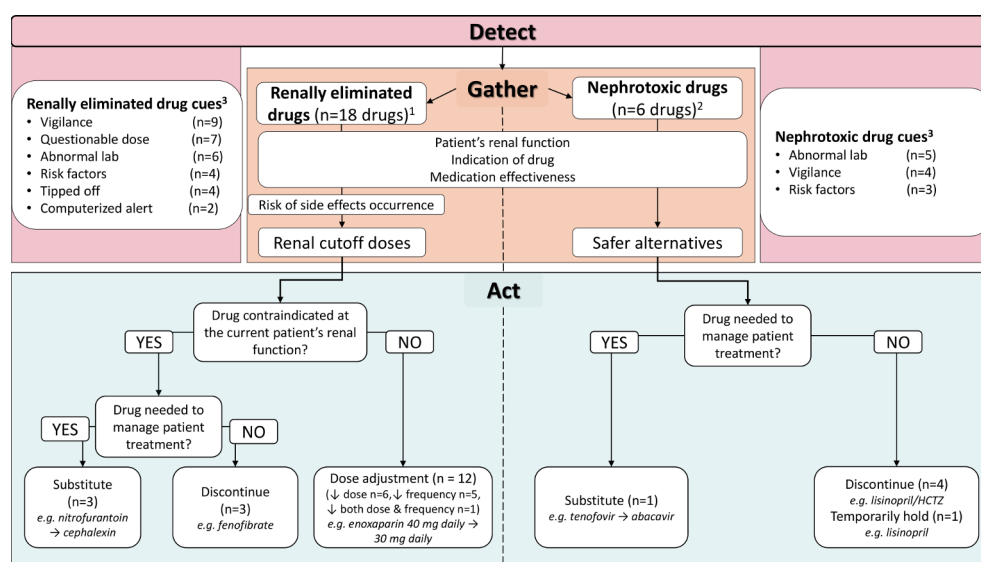 Detect
Renally eliminated drug cues³
• Vigilance (n=9)
• Questionable dose (n=7)
• Abnormal lab (n=6)
• Risk factors (n=4)
• Tipped off (n=4)
• Computerized alert (n=2)
Gather
Renally eliminated
drugs (n=18 drugs)¹
Nephrotoxic drugs
(n=6 drugs)²
Patient's renal function
Indication of drug
Medication effectiveness
Risk of side effects occurrence
Renal cutoff doses
Safer alternatives
Nephrotoxic drug cues³
• Abnormal lab (n=5)
• Vigilance (n=4)
• Risk factors (n=3)
Act
Drug contraindicated at
the current patient's renal
function?
YES
NO
Drug needed to
manage patient
treatment?
YES
NO
Substitute
(n=3)
e.g. nitrofurantoin
→ cephalexin
Discontinue
(n=3)
e.g. fenofibrate
Dose adjustment (n = 12)
(↓ dose n=6,↓ frequency n=5,
↓ both dose & frequency n=1)
e.g. enoxaparin 40 mg daily →
30 mg daily
Drug needed to
manage patient
treatment?
YES
NO
Substitute (n=1)
e.g. tenofovir → abacavir
Discontinue (n=4)
e.g. lisinopril/HCTZ
Temporarily hold (n=1)
e.g. lisinopril